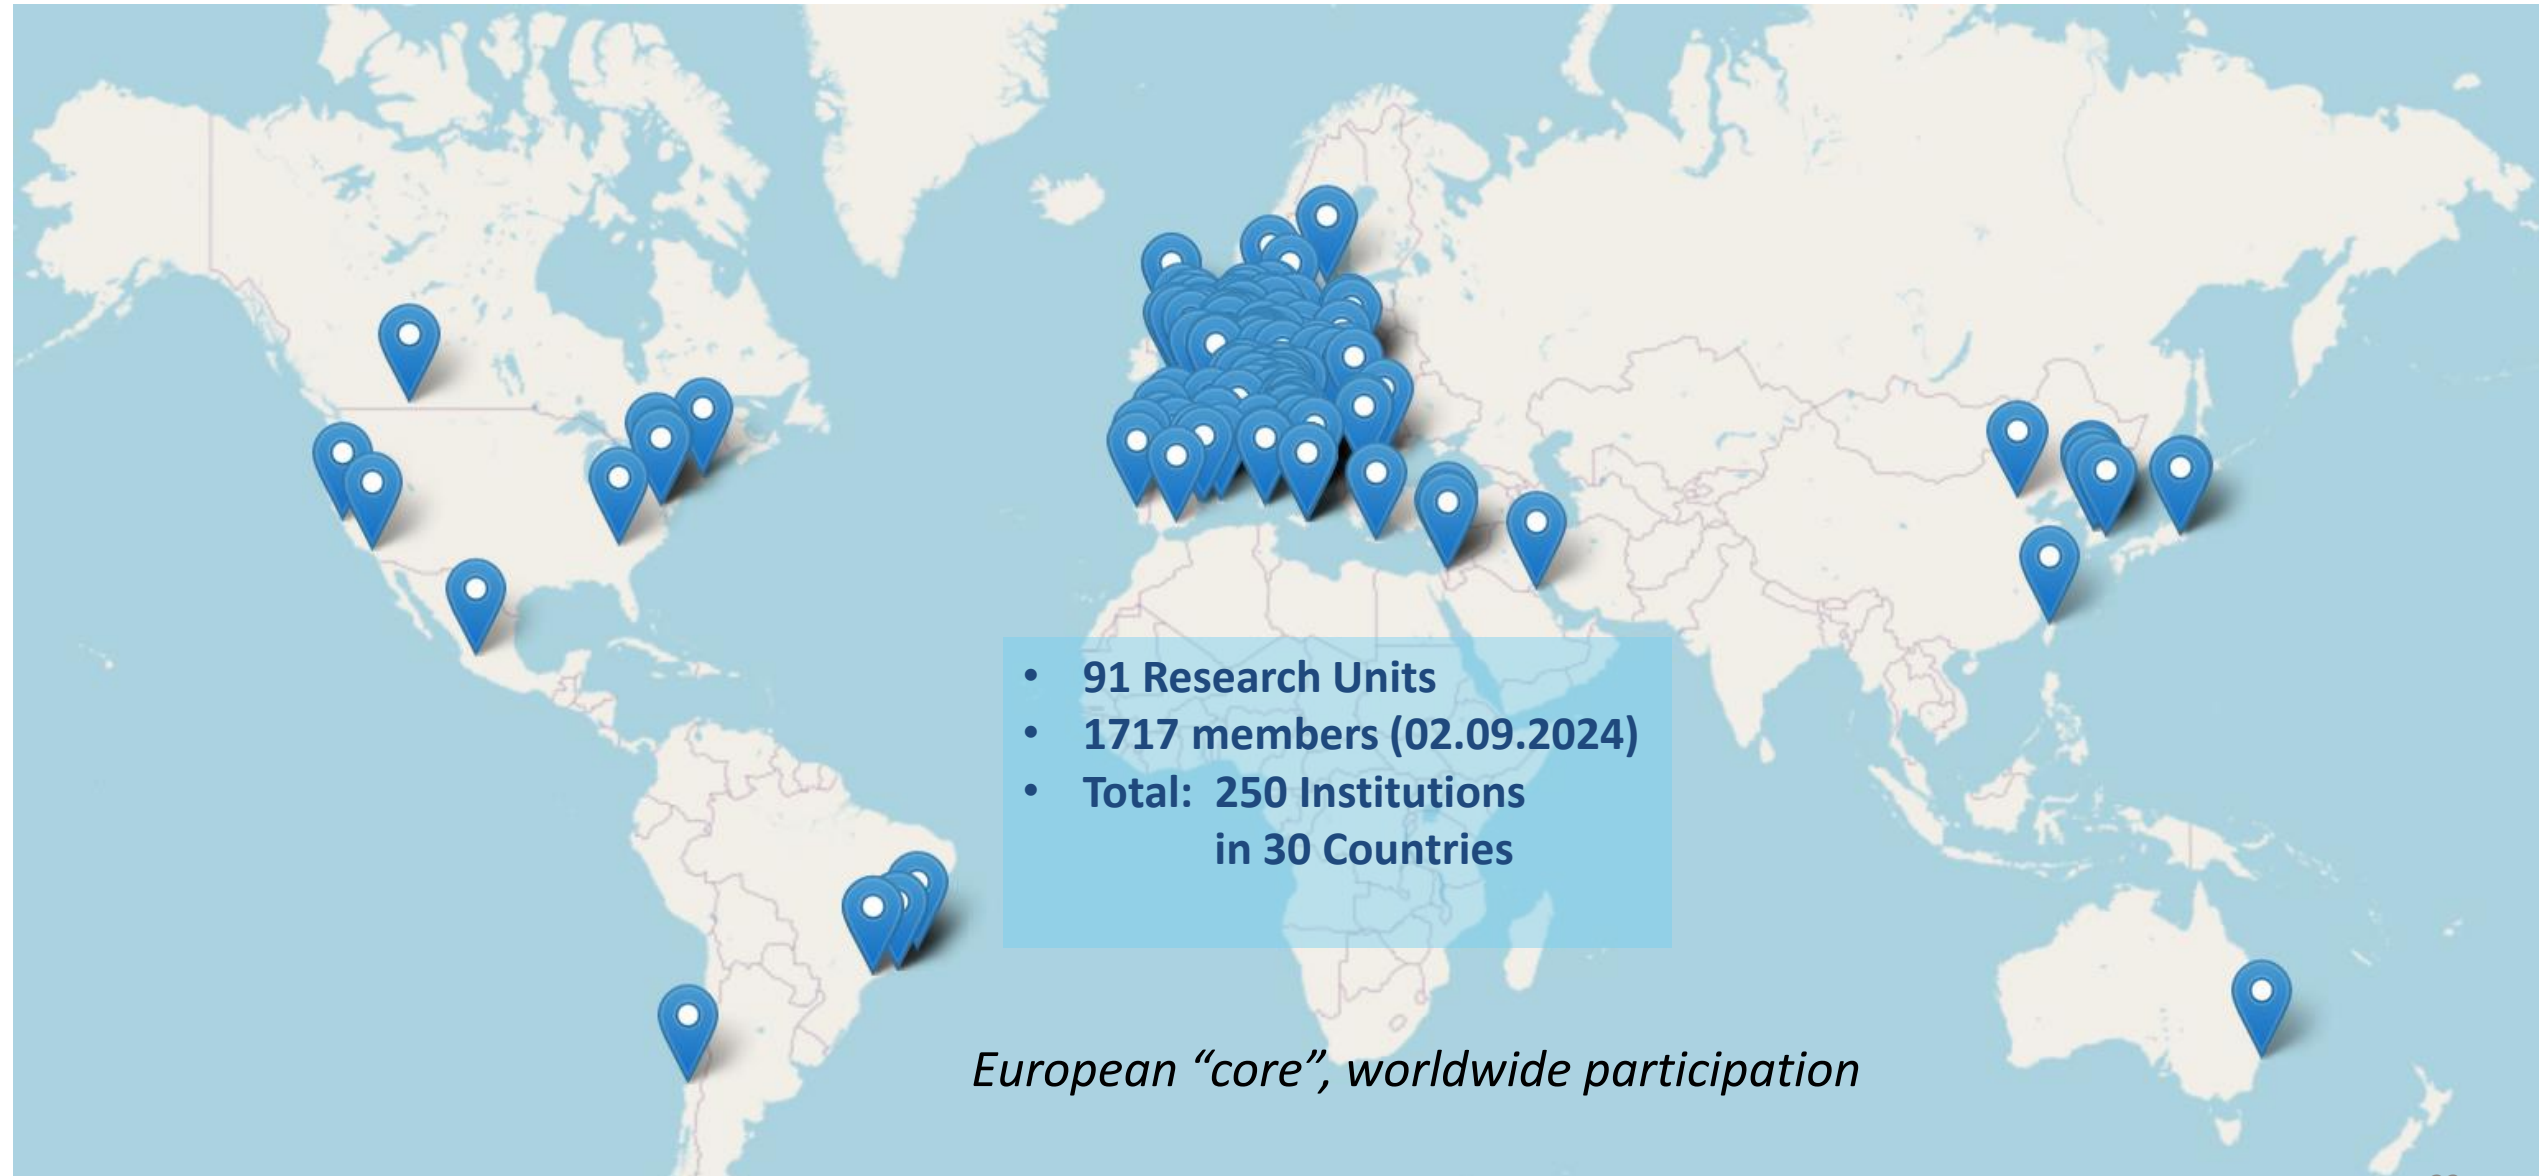 • 91 Research Units
• 1717 members (02.09.2024)
• Total: 250 Institutions
in 30 Countries
European “core”, worldwide participation